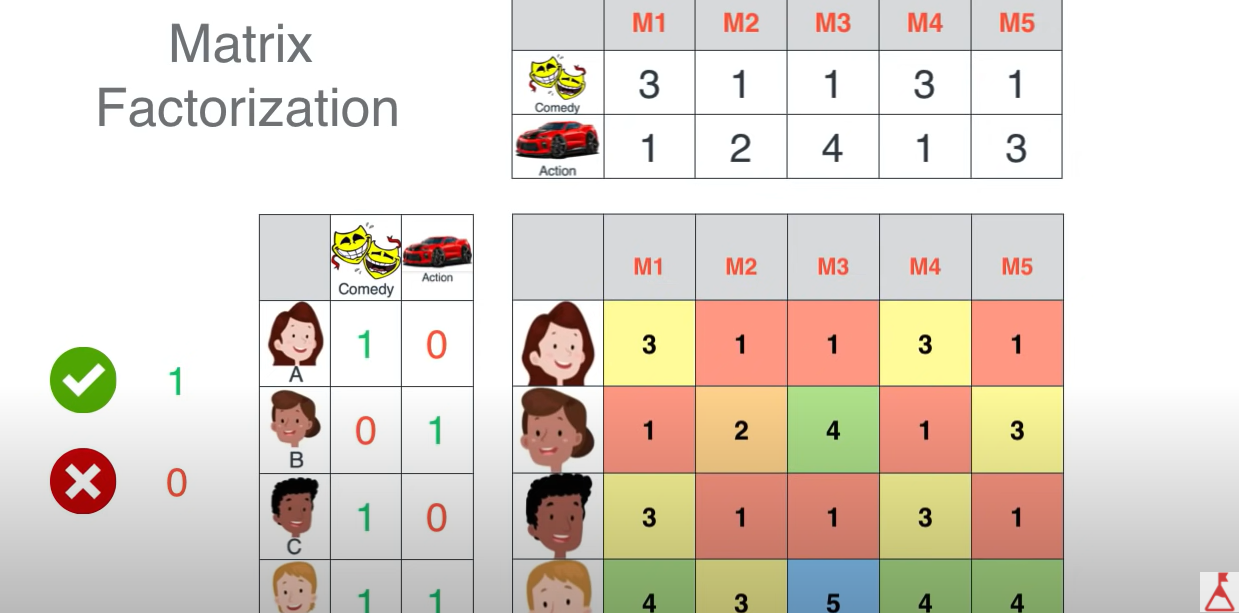 Matrix
Factorization
M1 M2 M3 M4 M5
Comedy 3 1 1 3 1
Action 1 2 4 1 3
Comedy Action
A 1 0
B 0 1
C 1 0
1 1
1
0
M1 M2 M3 M4 M5
3 1 1 3 1
1 2 4 1 3
3 1 1 3 1
4 3 5 4 4